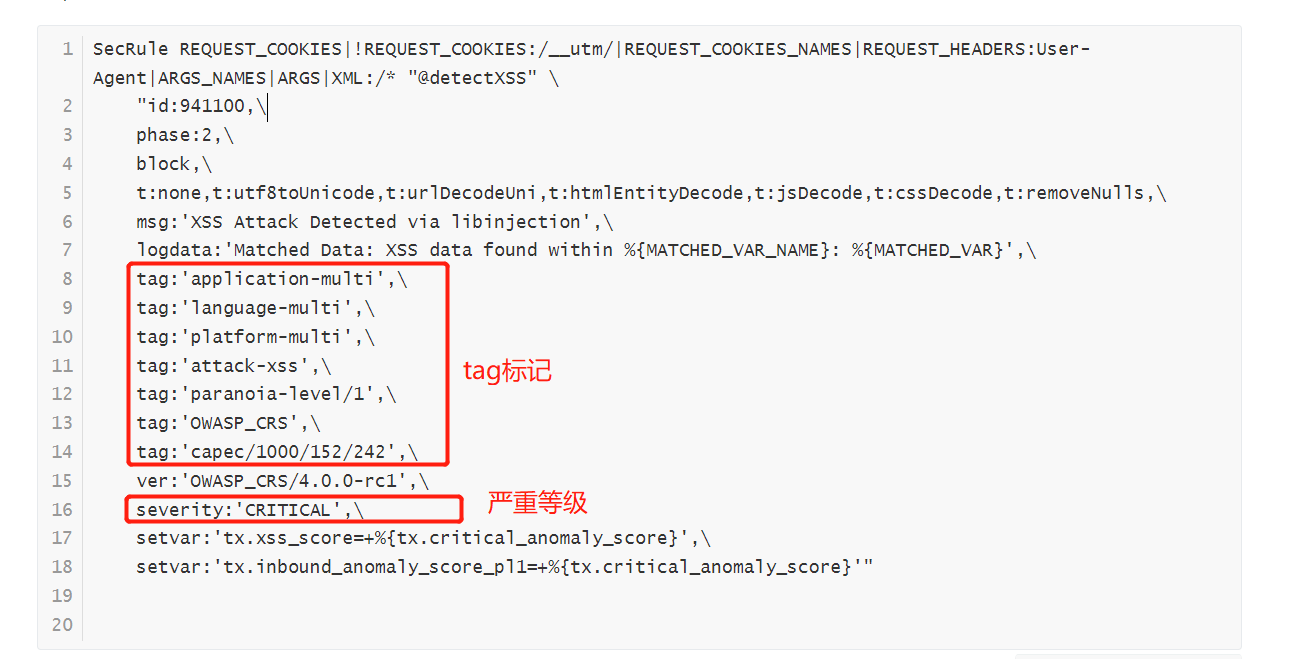 1 SecRule REQUEST_COOKIES|!REQUEST_COOKIES:/__utm/|REQUEST_COOKIES_NAMES|REQUEST_HEADERS:User-
Agent|ARGS_NAMES|ARGS|XML:/* "@detectXSS" \
2 "id:941100,\
3 phase:2,\
4 block,\
5 t:none,t:utf8toUnicode,t:urlDecodeUni,t:htmlEntityDecode,t:jsDecode,t:cssDecode,t:removeNulls,\
6 msg:'XSS Attack Detected via libinjection',\
7 logdata:'Matched Data: XSS data found within %{MATCHED_VAR_NAME}: %{MATCHED_VAR}',\
8 tag:'application-multi',\
9 tag:'language-multi',\
10 tag:'platform-multi',\
11 tag:'attack-xss',\
tag标记
12 tag:'paranoia-level/1',\
13 tag:'OWASP_CRS',\
14 tag:'capec/1000/152/242',\
15 ver:'OWASP_CRS/4.0.0-rc1',\
16 severity:'CRITICAL',\
严重等级
17 setvar:'tx.xss_score=+%{tx.critical_anomaly_score}',\
18 setvar:'tx.inbound_anomaly_score_pl1=+%{tx.critical_anomaly_score}'"
19
20